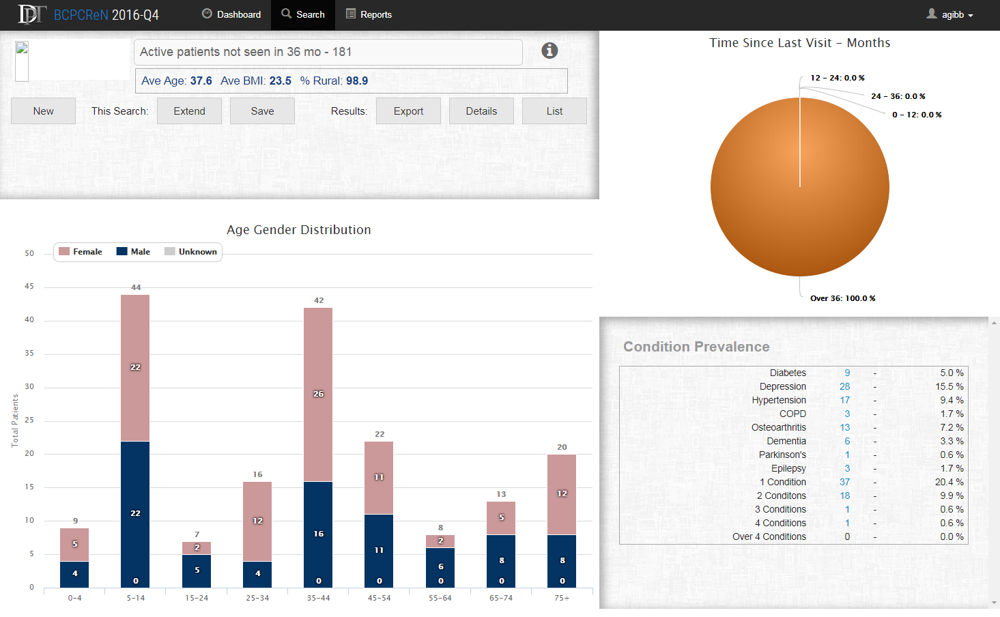 DPT BCPCReN 2016-Q4 Dashboard Search Reports agibb
Active patients not seen in 36 mo - 181
Ave Age: 37.6 Ave BMI: 23.5 % Rural: 98.9
New This Search: Extend Save Results: Export Details List
Time Since Last Visit - Months
12 - 24: 0.0 %
24 - 36: 0.0 %
0 - 12: 0.0 %
Over 36: 100.0 %
Age Gender Distribution
Female Male Unknown
Total Patients
50
45
40
35
30
25
20
15
10
5
0
9
5
4
44
22
22
0
7
2
5
16
12
4
42
26
16
0
22
11
11
0
8
2
6
0
13
5
8
0
20
12
8
0
0-4 5-14 15-24 25-34 35-44 45-54 55-64 65-74 75+
Condition Prevalence
Diabetes 9 - 5.0 %
Depression 28 - 15.5 %
Hypertension 17 - 9.4 %
COPD 3 - 1.7 %
Osteoarthritis 13 - 7.2 %
Dementia 6 - 3.3 %
Parkinson's 1 - 0.6 %
Epilepsy 3 - 1.7 %
1 Condition 37 - 20.4 %
2 Conditons 18 - 9.9 %
3 Conditions 1 - 0.6 %
4 Conditions 1 - 0.6 %
Over 4 Conditions 0 - 0.0 %